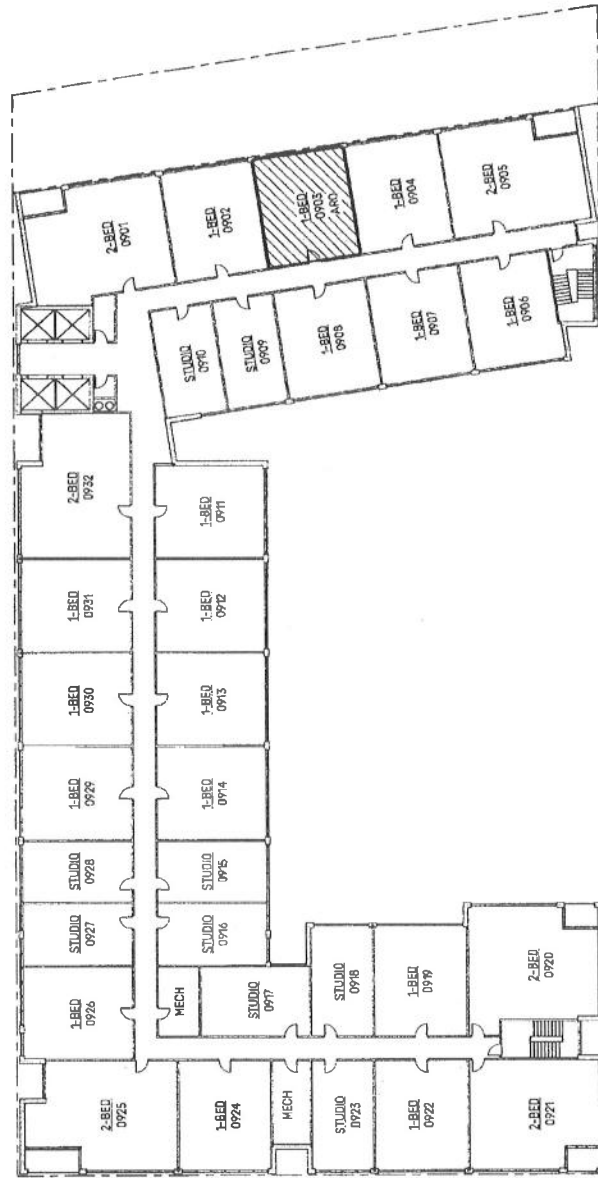 2-BED
0901
1-BED
0902
1-BED
0903
ARO
1-BED
0904
2-BED
0905
1-BED
0906
1-BED
0907
1-BED
0908
STUDIO
0909
STUDIO
0910
1-BED
0911
1-BED
0912
1-BED
0913
1-BED
0914
STUDIO
0915
STUDIO
0916
STUDIO
0917
STUDIO
0918
1-BED
0919
2-BED
0920
2-BED
0921
1-BED
0922
STUDIO
0923
MECH
1-BED
0924
2-BED
0925
1-BED
0926
MECH
STUDIO
0927
STUDIO
0928
1-BED
0929
1-BED
0930
1-BED
0931
2-BED
0932